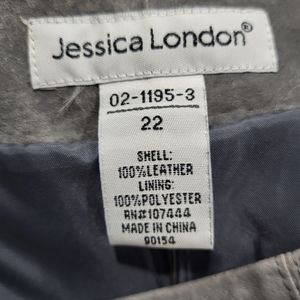 Jessica London®
02-1195-3
22
SHELL:
100%LEATHER
LINING:
100%POLYESTER
RN#107444
MADE IN CHINA
90154